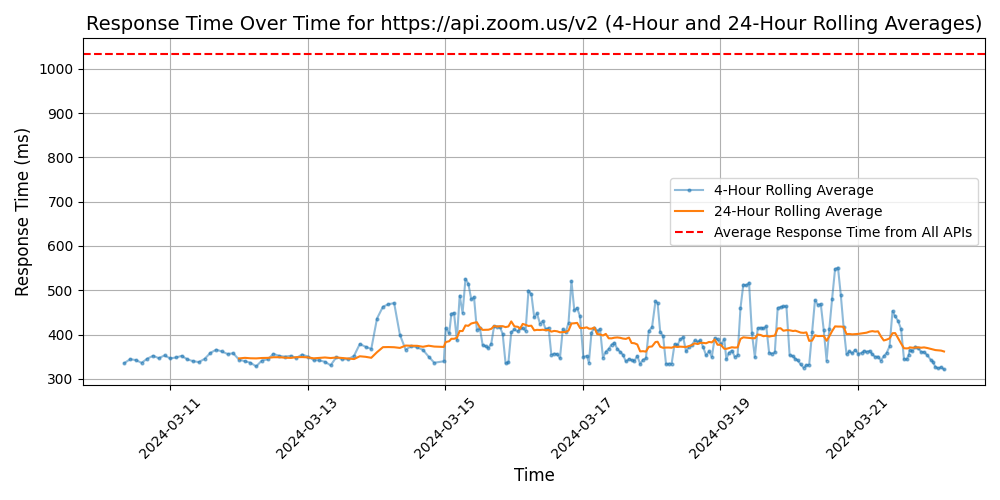 Response Time Over Time for https://api.zoom.us/v2 (4-Hour and 24-Hour Rolling Averages)
Response Time (ms)
1000
900
800
700
600
500
400
300
4-Hour Rolling Average
24-Hour Rolling Average
Average Response Time from All APIs
2024-03-11
2024-03-13
2024-03-15
2024-03-17
2024-03-19
2024-03-21
Time